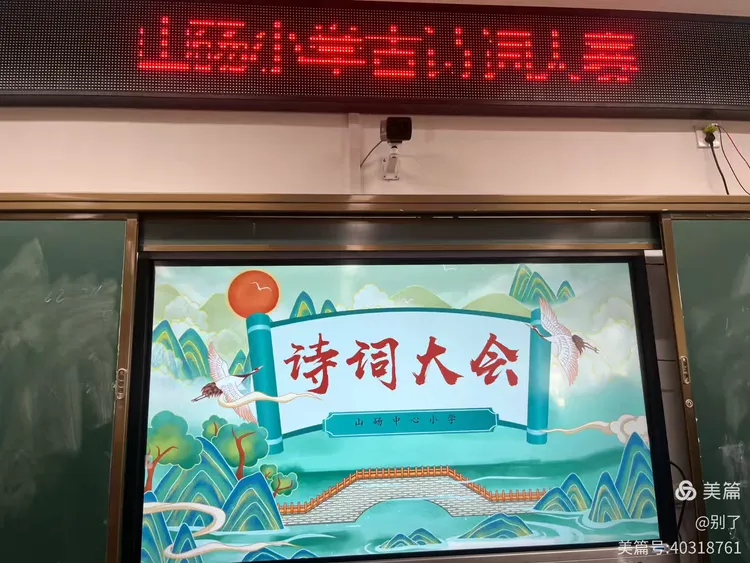 山砀小学古诗词大赛
诗词大会
山砀中心小学
美篇
@别了
美篇号:40318761